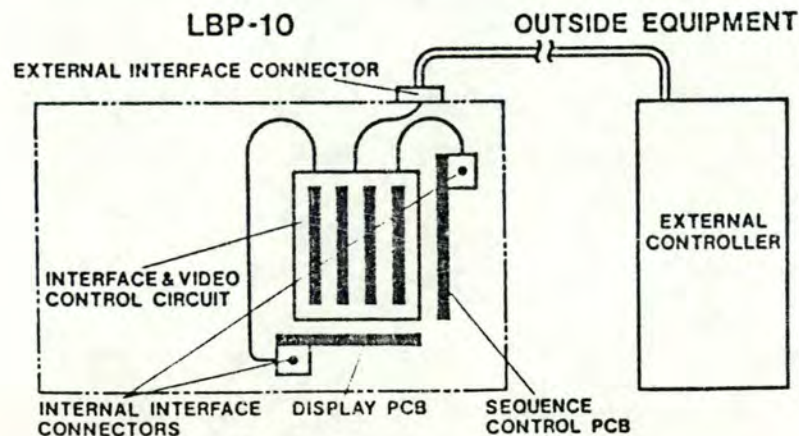 LBP-10
OUTSIDE EQUIPMENT
EXTERNAL INTERFACE CONNECTOR
EXTERNAL
CONTROLLER
INTERFACE & VIDEO
CONTROL CIRCUIT
INTERNAL INTERFACE
CONNECTORS
DISPLAY PCB
SEQUENCE
CONTROL PCB